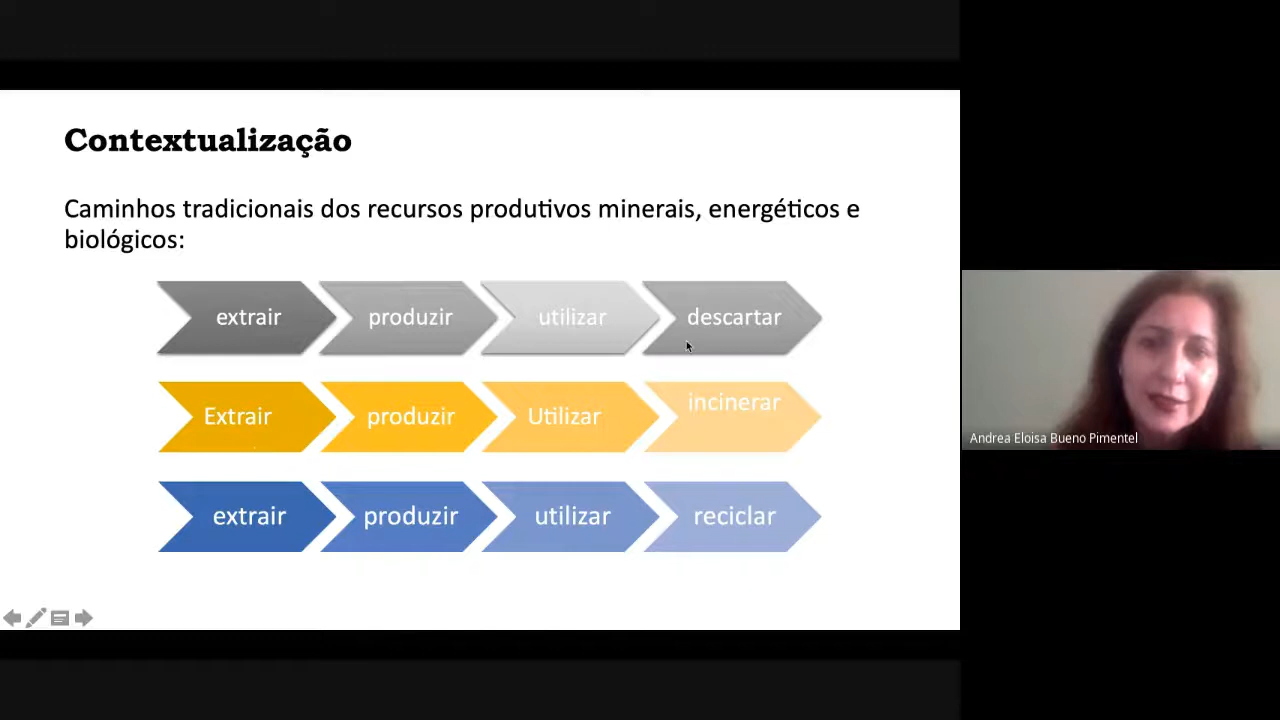 Contextualização
Caminhos tradicionais dos recursos produtivos minerais, energéticos e
biológicos:
extrair produzir utilizar descartar
Extrair produzir Utilizar incinerar
extrair produzir utilizar reciclar
Andrea Eloisa Bueno Pimentel